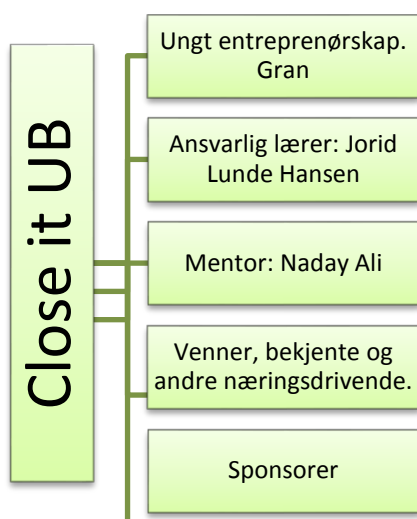 Close it UB
Ungt entreprenørskap.
Gran
Ansvarlig lærer: Jorid
Lunde Hansen
Mentor: Naday Ali
Venner, bekjente og
andre næringsdrivende.
Sponsorer